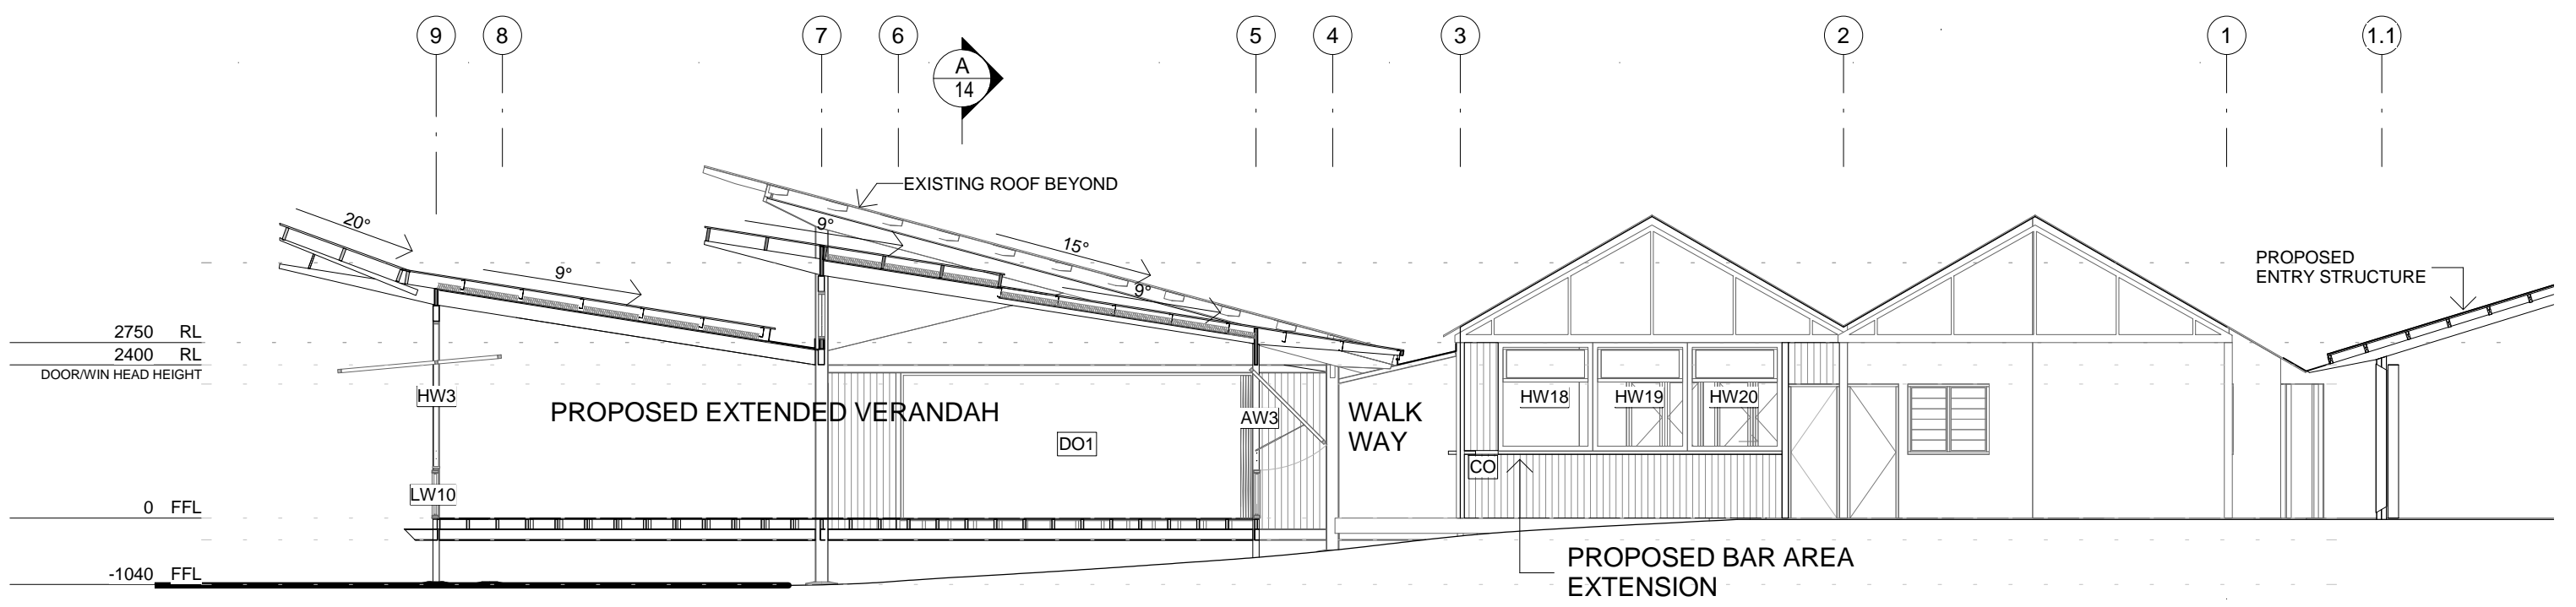 9
8
7
6
5
4
3
2
1
1.1
A
14
EXISTING ROOF BEYOND
20°
9°
9°
15°
9°
PROPOSED
ENTRY STRUCTURE
2750 RL
2400 RL
DOOR/WIN HEAD HEIGHT
HW3
PROPOSED EXTENDED VERANDAH
DO1
AW3
WALK
WAY
HW18
HW19
HW20
CO
LW10
0 FFL
-1040 FFL
PROPOSED BAR AREA
EXTENSION